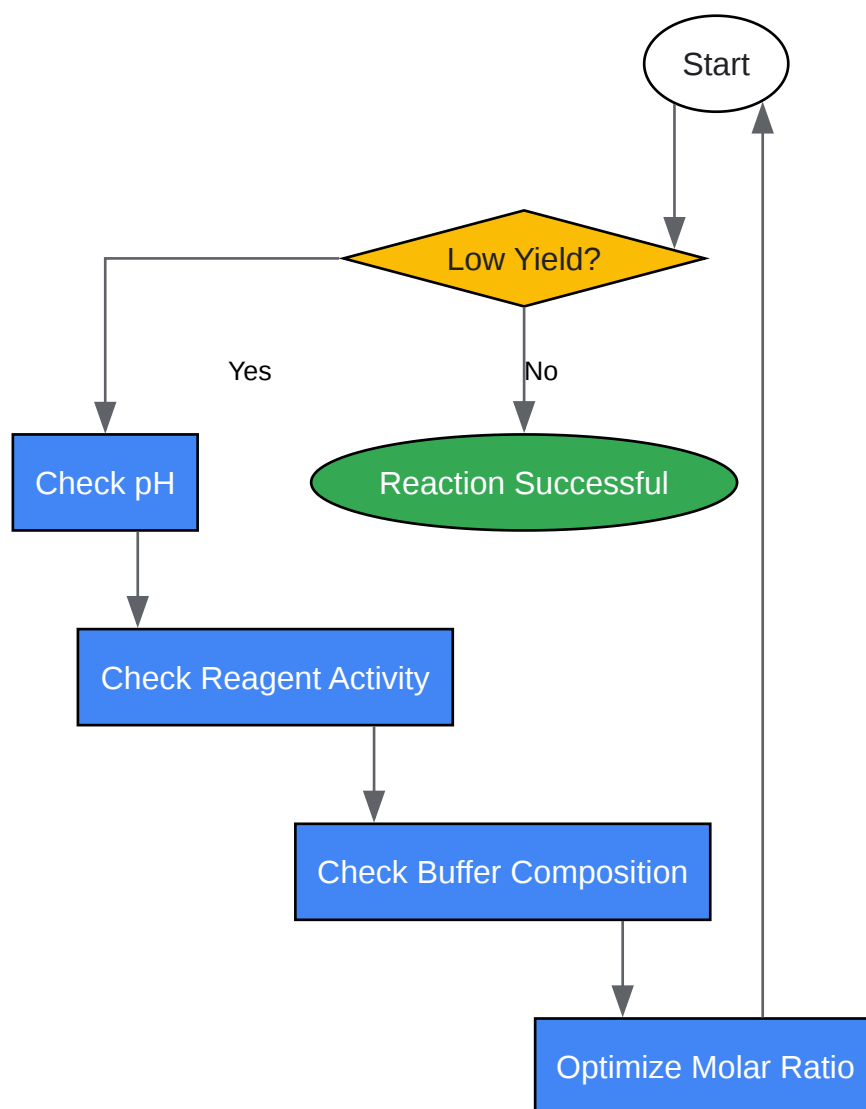 Start
Low Yield?
Yes
No
Check pH
Reaction Successful
Check Reagent Activity
Check Buffer Composition
Optimize Molar Ratio